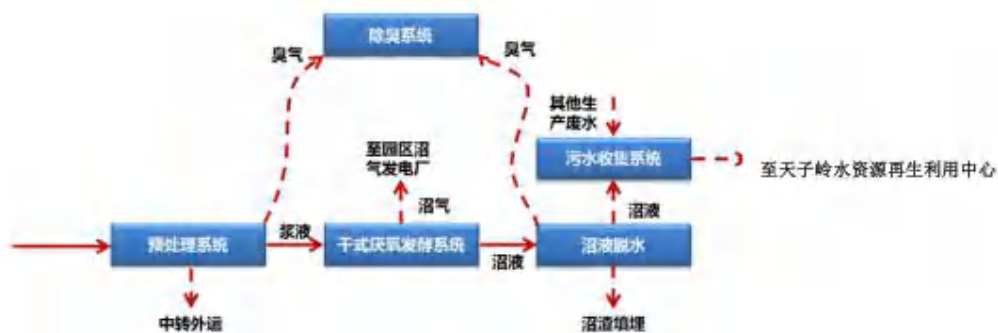 除臭系统
臭气
臭气
其他生
产废水
至园区沼
气发电厂
污水收集系统
至天子岭水资源再生利用中心
沼气
沼液
预处理系统
浆液
干式厌氧发酵系统
沼液
沼液脱水
中转外运
沼渣填埋